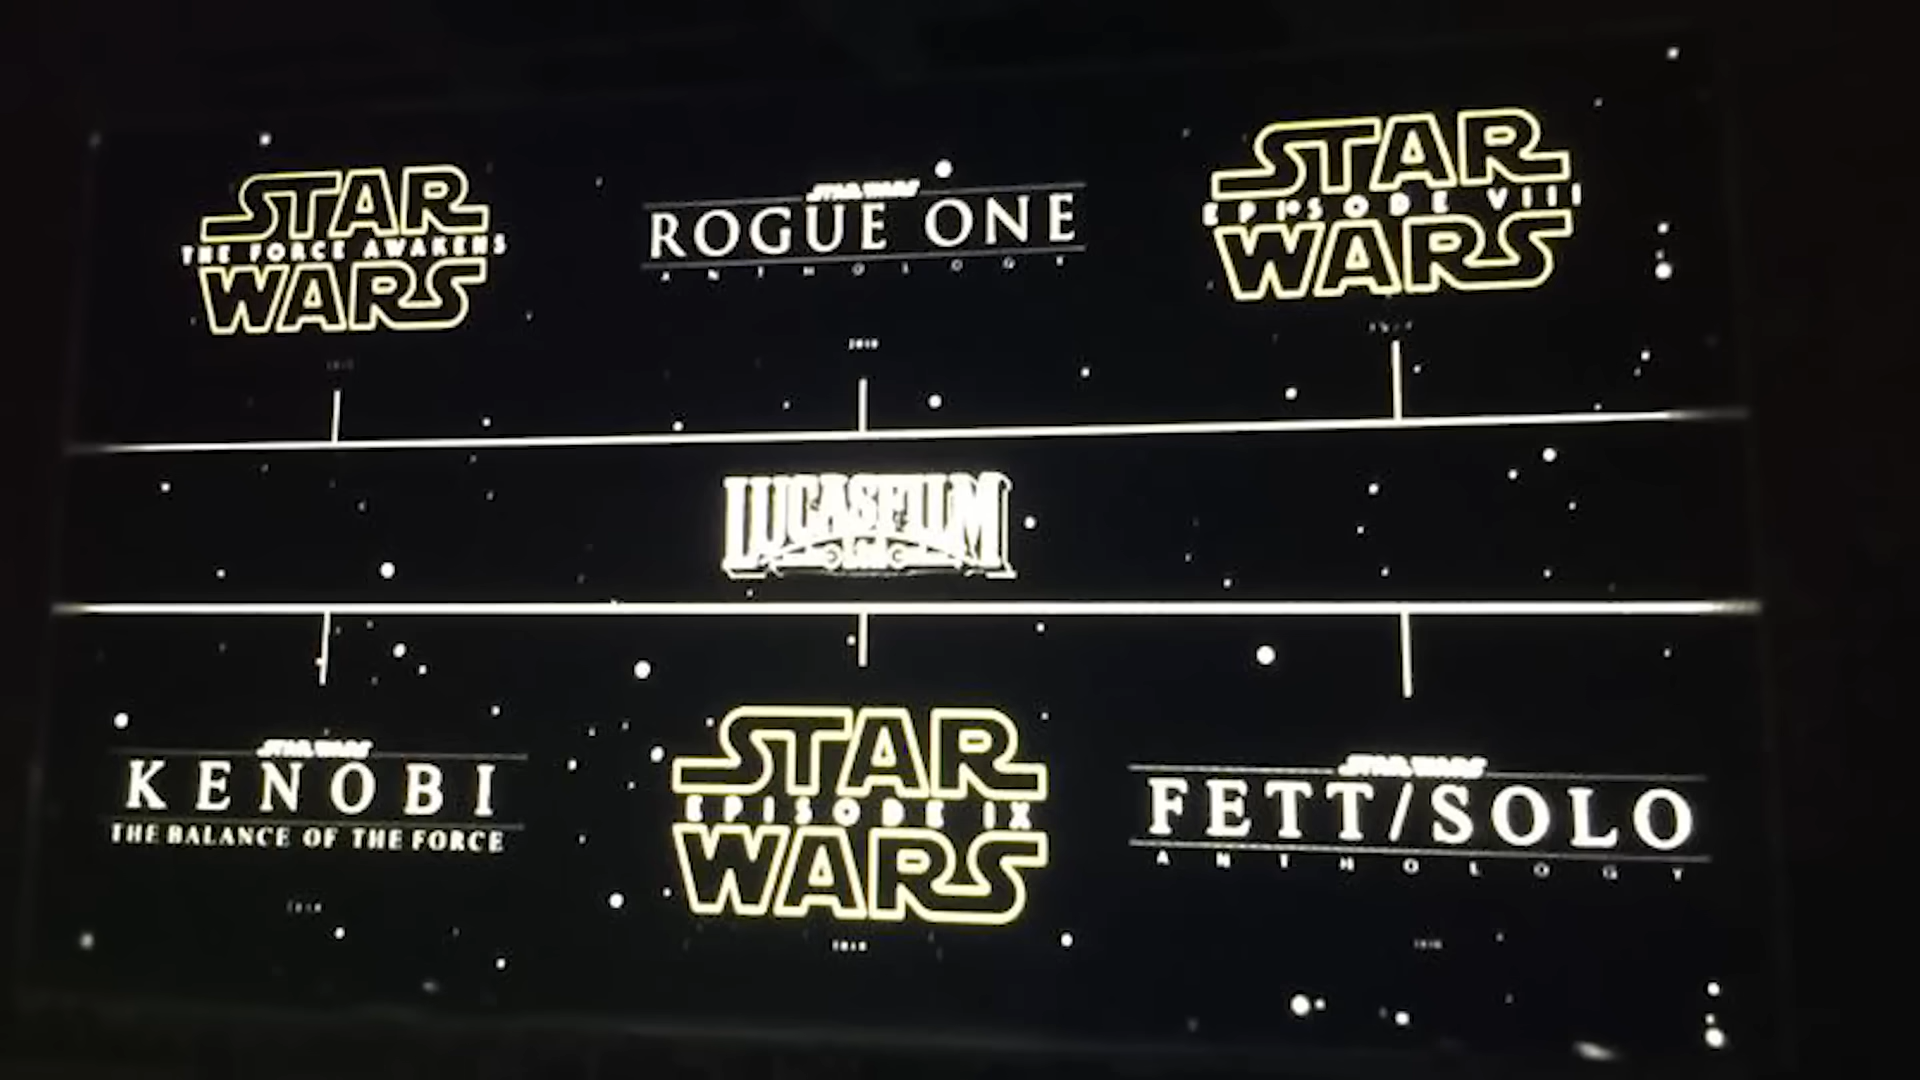 STAR
THE FORCE AWAKENS
WARS
STAR WARS
ROGUE ONE
ANTHOLOGY
STAR
EPISODE VIII
WARS
LUCASFILM
STAR WARS
KENOBI
THE BALANCE OF THE FORCE
STAR
EPISODE IX
WARS
STAR WARS
FETT/SOLO
ANTHOLOGY